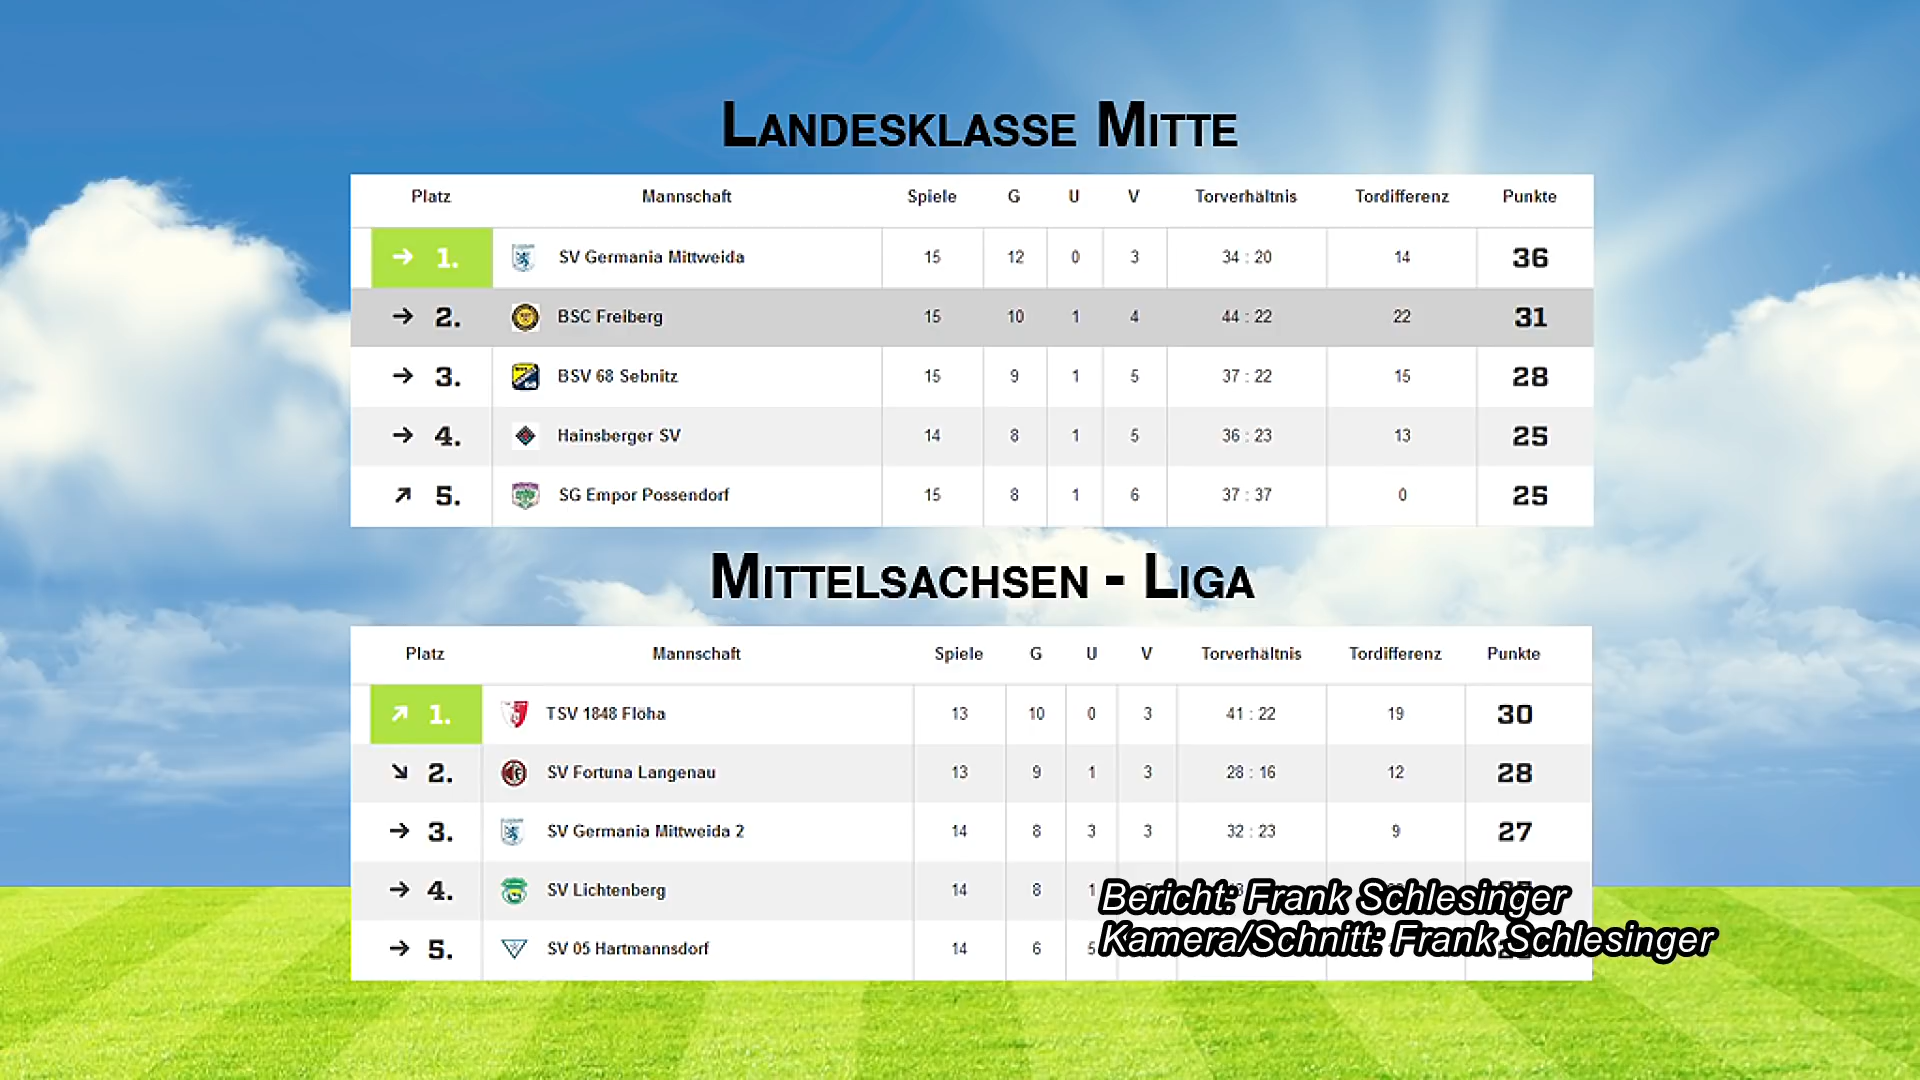 Landesklasse Mitte
Platz Mannschaft Spiele G U V Torverhältnis Tordifferenz Punkte
1. SV Germania Mittweida 15 12 0 3 34 : 20 14 36
2. BSC Freiberg 15 10 1 4 44 : 22 22 31
3. BSV 68 Sebnitz 15 9 1 5 37 : 22 15 28
4. Hainsberger SV 14 8 1 5 36 : 23 13 25
5. SG Empor Possendorf 15 8 1 6 37 : 37 0 25
Mittelsachsen - Liga
Platz Mannschaft Spiele G U V Torverhältnis Tordifferenz Punkte
1. TSV 1848 Flöha 13 10 0 3 41 : 22 19 30
2. SV Fortuna Langenau 13 9 1 3 28 : 16 12 28
3. SV Germania Mittweida 2 14 8 3 3 32 : 23 9 27
4. SV Lichtenberg 14 8 1
Bericht: Frank Schlesinger
5. SV 05 Hartmannsdorf 14 6 5
Kamera/Schnitt: Frank Schlesinger